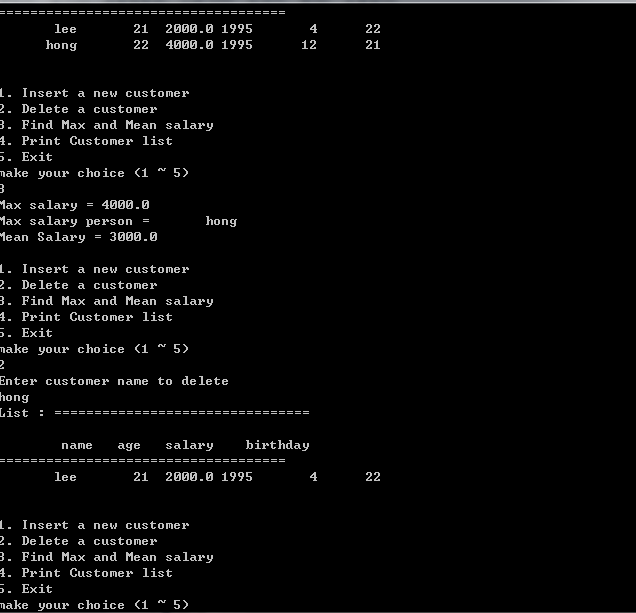 ====================================
lee 21 2000.0 1995 4 22
hong 22 4000.0 1995 12 21
1. Insert a new customer
2. Delete a customer
3. Find Max and Mean salary
4. Print Customer list
5. Exit
make your choice (1 ~ 5)
3
Max salary = 4000.0
Max salary person = hong
Mean Salary = 3000.0
1. Insert a new customer
2. Delete a customer
3. Find Max and Mean salary
4. Print Customer list
5. Exit
make your choice (1 ~ 5)
2
Enter customer name to delete
hong
List : ================================
name age salary birthday
====================================
lee 21 2000.0 1995 4 22
1. Insert a new customer
2. Delete a customer
3. Find Max and Mean salary
4. Print Customer list
5. Exit
make your choice (1 ~ 5)